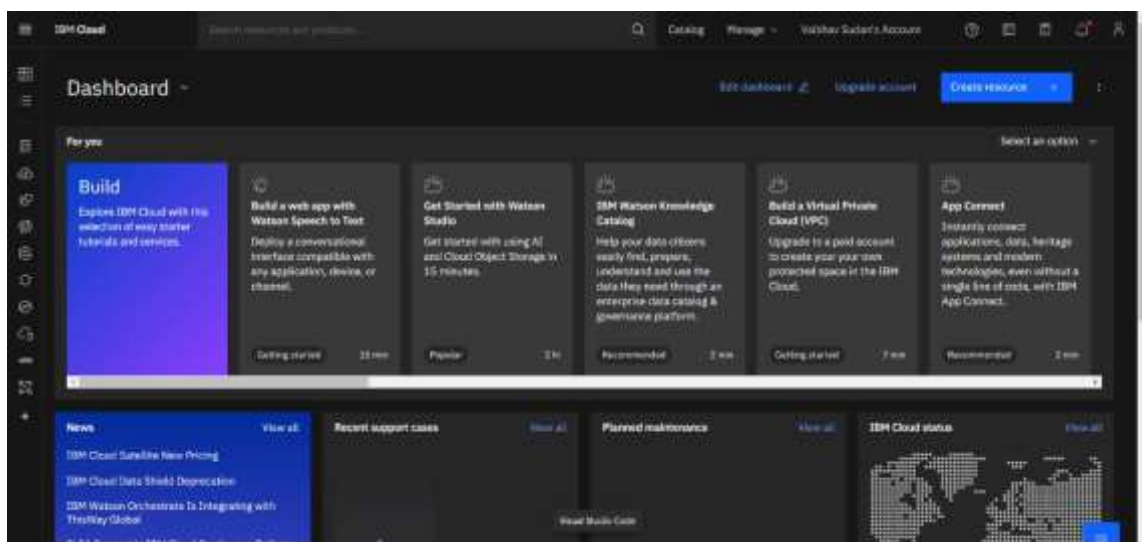 IBM Cloud
Search resources and products...
Catalog
Manage
Vaibhav Sudan's Account
Dashboard
Edit dashboard
Upgrade account
Create resource
For you
Select an option
Build
Explore IBM Cloud with this
selection of easy starter
tutorials and services.
Build a web app with
Watson Speech to Text
Deploy a conversational
interface compatible with
any application, device, or
channel.
Getting started
Get Started with Watson
Studio
Get started with using AI
and Cloud Object Storage in
15 minutes.
Popular
IBM Watson Knowledge
Catalog
Help your data citizens
easily find, prepare,
understand and use the
data they need through an
enterprise data catalog &
governance platform.
Recommended
Build a Virtual Private
Cloud (VPC)
Upgrade to a paid account
to create your your own
protected space in the IBM
Cloud.
Getting started
App Connect
Instantly connect
applications, data, heritage
systems and modern
technologies, even without a
single line of code, with IBM
App Connect.
Recommended
News
View all
IBM Cloud Satellite New Pricing
IBM Cloud Data Shield Deprecation
IBM Watson Orchestrate Is Integrating with
ThisWay Global
Recent support cases
View all
Planned maintenance
View all
IBM Cloud status
View all
Visual Studio Code